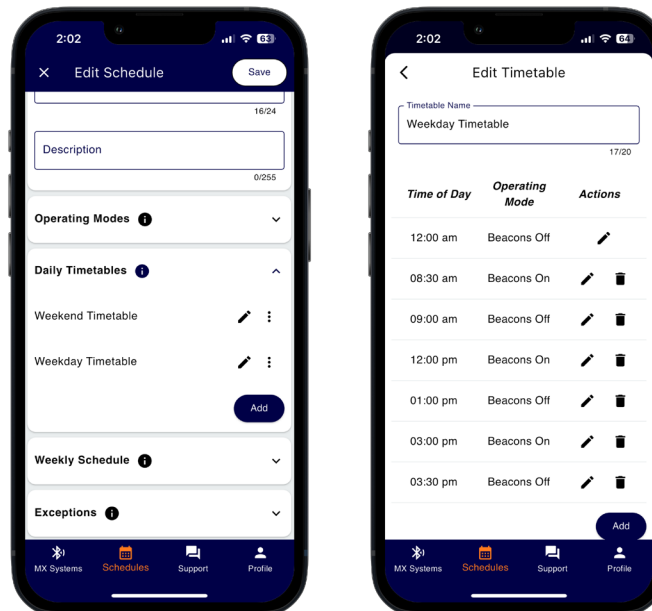 2:02
63
Edit Schedule
Save
16/24
Description
0/255
Operating Modes
Daily Timetables
Weekend Timetable
Weekday Timetable
Add
Weekly Schedule
Exceptions
MX Systems
Schedules
Support
Profile
2:02
64
Edit Timetable
Timetable Name
Weekday Timetable
17/20
Time of Day
Operating
Mode
Actions
12:00 am Beacons Off
08:30 am Beacons On
09:00 am Beacons Off
12:00 pm Beacons On
01:00 pm Beacons Off
03:00 pm Beacons On
03:30 pm Beacons Off
Add
MX Systems
Schedules
Support
Profile